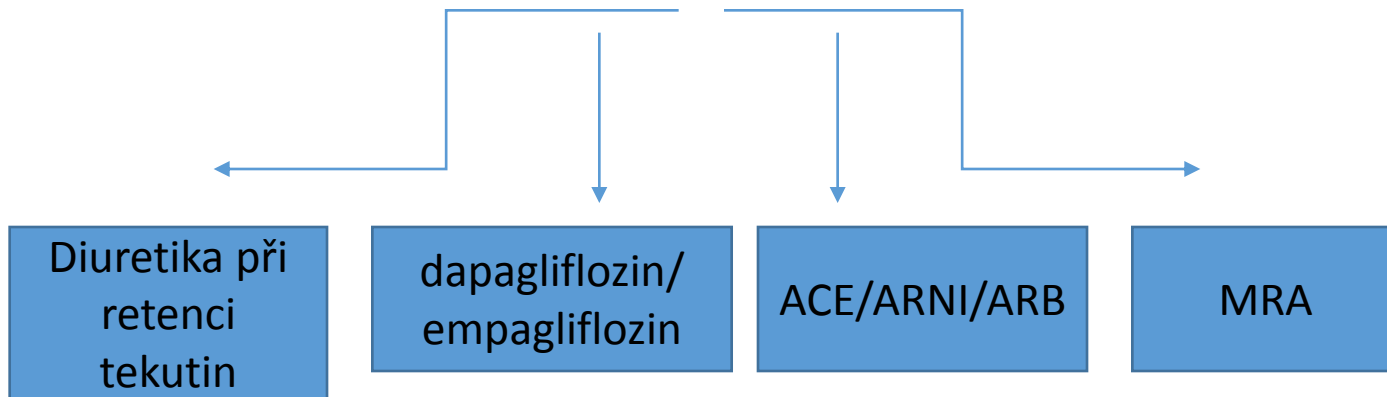 Diuretika při
retenci
tekutin
dapagliflozin/
empagliflozin
ACE/ARNI/ARB
MRA